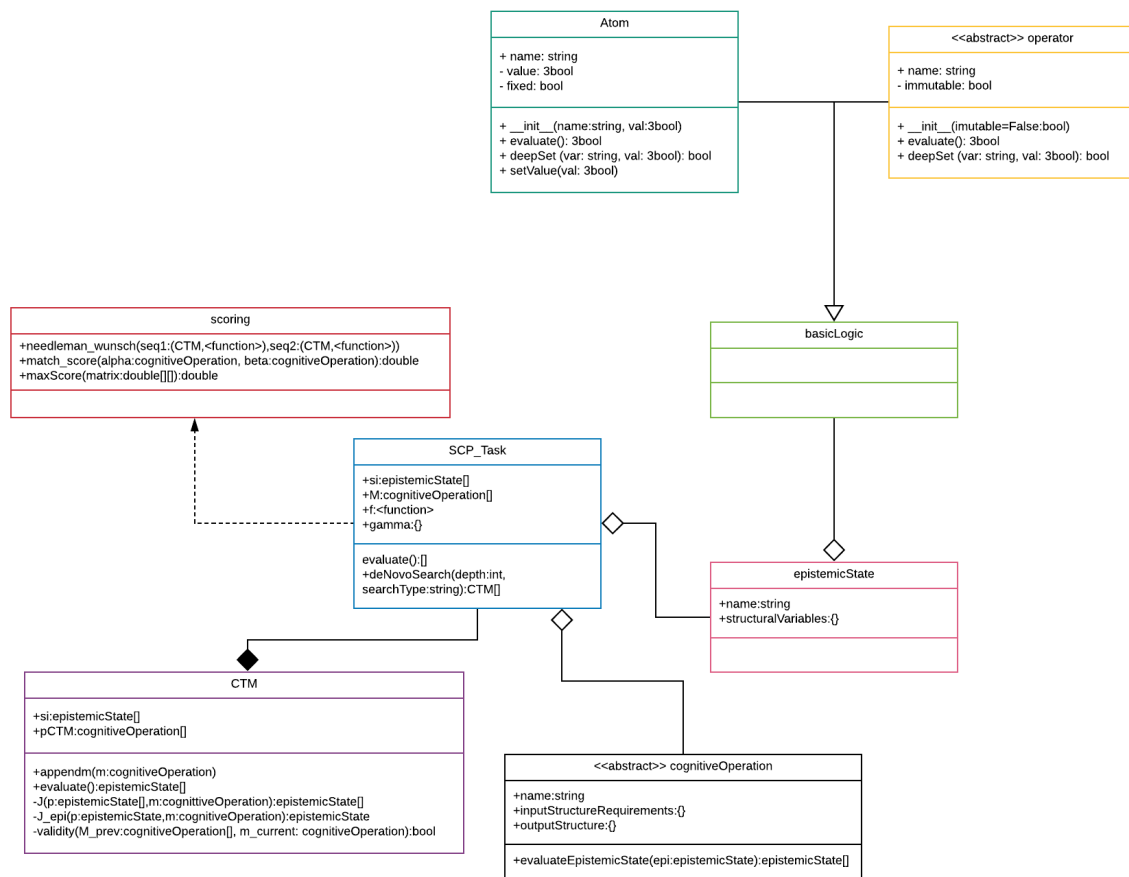 Atom
+ name: string
- value: 3bool
- fixed: bool
+ __init__(name:string, val:3bool)
+ evaluate(): 3bool
+ deepSet (var: string, val: 3bool): bool
+ setValue(val: 3bool)
<<abstract>> operator
+ name: string
- immutable: bool
+ __init__(imutable=False:bool)
+ evaluate(): 3bool
+ deepSet (var: string, val: 3bool): bool
scoring
+needleman_wunsch(seq1:(CTM,<function>),seq2:(CTM,<function>))
+match_score(alpha:cognitiveOperation, beta:cognitiveOperation):double
+maxScore(matrix:double[][]):double
basicLogic
SCP_Task
+si:epistemicState[]
+M:cognitiveOperation[]
+f:<function>
+gamma:{}
evaluate():[]
+deNovoSearch(depth:int,
searchType:string):CTM[]
epistemicState
+name:string
+structuralVariables:{}
CTM
+si:epistemicState[]
+pCTM:cognitiveOperation[]
+appendm(m:cognitiveOperation)
+evaluate():epistemicState[]
-J(p:epistemicState[],m:cognittiveOperation):epistemicState[]
-J_epi(p:epistemicState,m:cognitiveOperation):epistemicState
-validity(M_prev:cognitiveOperation[], m_current: cognitiveOperation):bool
<<abstract>> cognitiveOperation
+name:string
+inputStructureRequirements:{}
+outputStructure:{}
+evaluateEpistemicState(epi:epistemicState):epistemicState[]